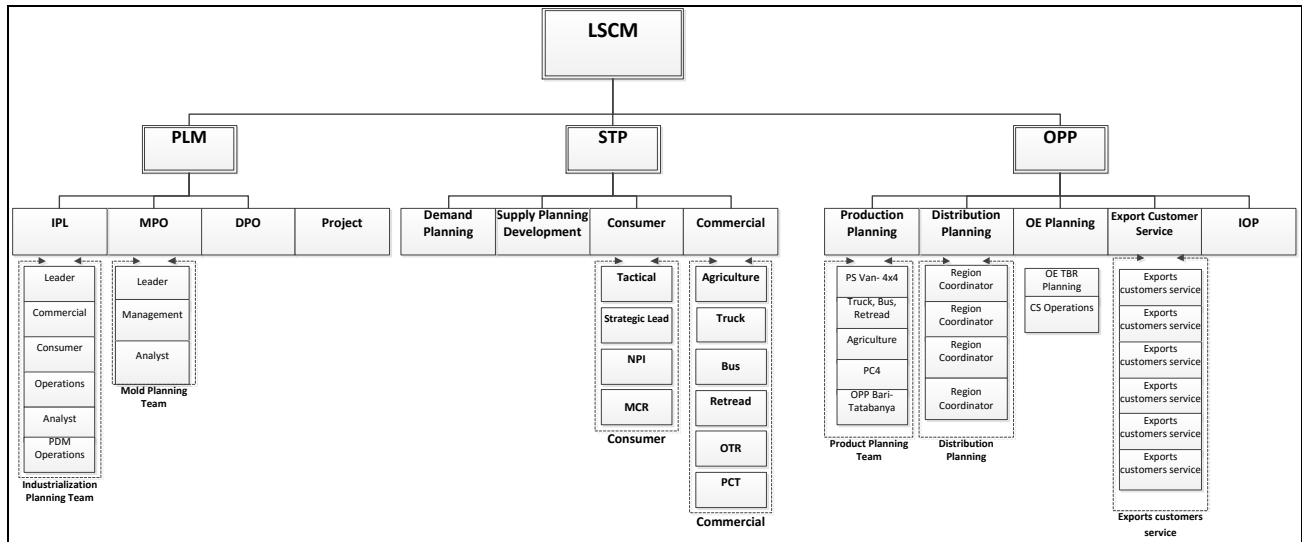 LSCM
PLM
STP
OPP
IPL
MPO
DPO
Project
Demand
Planning
Supply Planning
Development
Consumer
Commercial
Production
Planning
Distribution
Planning
OE Planning
Export Customer
Service
IOP
Leader
Commercial
Consumer
Operations
Analyst
PDM
Operations
Industrialization
Planning Team
Leader
Management
Analyst
Mold Planning
Team
Tactical
Strategic Lead
NPI
MCR
Consumer
Agriculture
Truck
Bus
Retread
OTR
PCT
Commercial
PS Van- 4x4
Truck, Bus,
Retread
Agriculture
PC4
OPP Bari-
Tatabanya
Product Planning
Team
Region
Coordinator
Region
Coordinator
Region
Coordinator
Region
Coordinator
Distribution
Planning
OE TBR
Planning
CS Operations
Exports
customers service
Exports
customers service
Exports
customers service
Exports
customers service
Exports
customers service
Exports
customers service
Exports customers
service